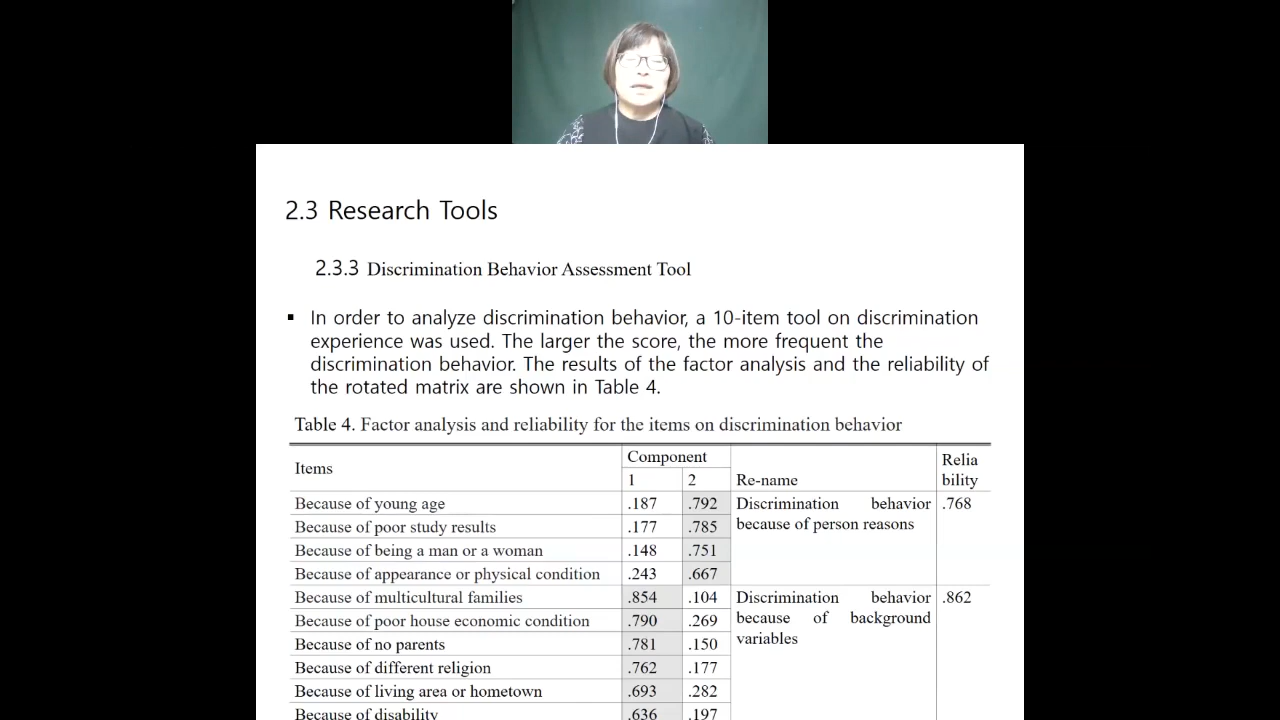 2.3 Research Tools
2.3.3 Discrimination Behavior Assessment Tool
▪ In order to analyze discrimination behavior, a 10-item tool on discrimination
experience was used. The larger the score, the more frequent the
discrimination behavior. The results of the factor analysis and the reliability of
the rotated matrix are shown in Table 4.
Table 4. Factor analysis and reliability for the items on discrimination behavior
Items Component Re-name Relia
bility
1 2
Because of young age .187 .792 Discrimination behavior .768
Because of poor study results .177 .785 because of person reasons
Because of being a man or a woman .148 .751
Because of appearance or physical condition .243 .667
Because of multicultural families .854 .104 Discrimination behavior .862
Because of poor house economic condition .790 .269 because of background
Because of no parents .781 .150 variables
Because of different religion .762 .177
Because of living area or hometown .693 .282
Because of disability .636 .197